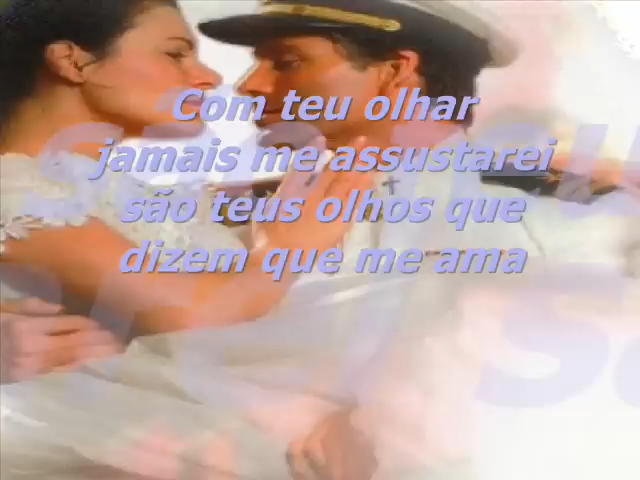 Com teu olhar
jamais me assustarei
são teus olhos que
dizem que me ama